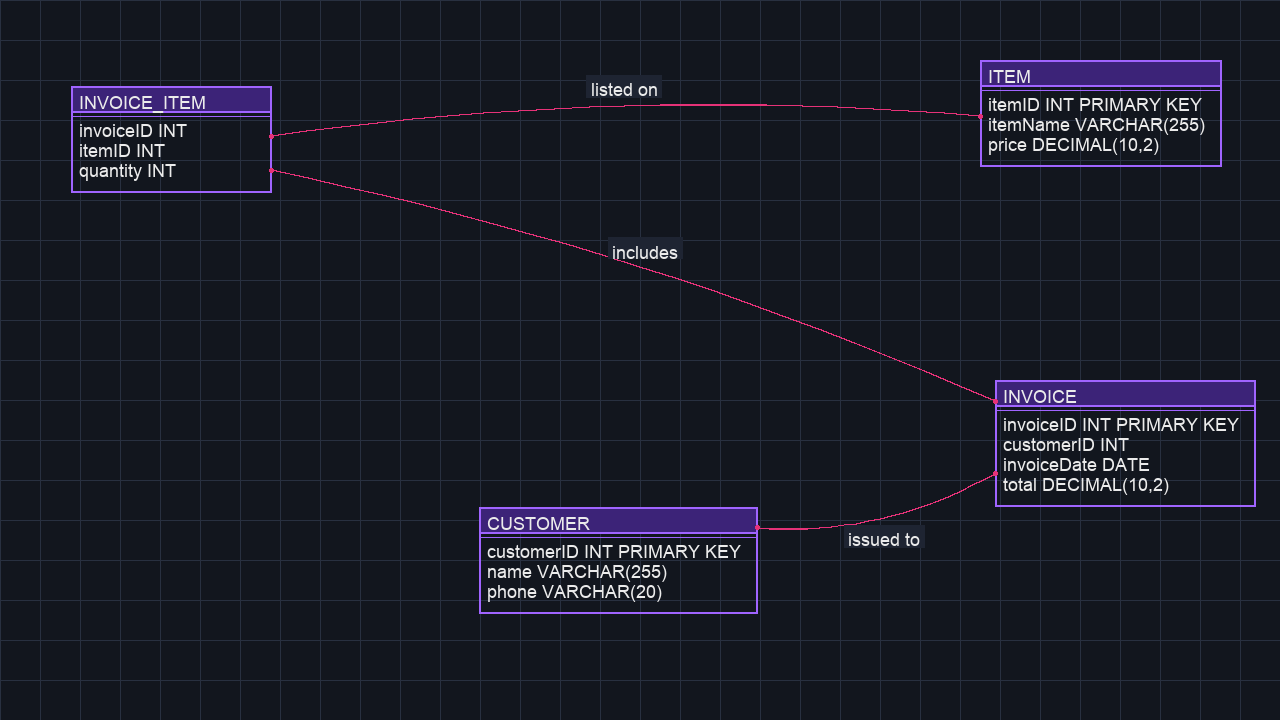 listed on
INVOICE_ITEM
invoiceID INT
itemID INT
quantity INT
ITEM
itemID INT PRIMARY KEY
itemName VARCHAR(255)
price DECIMAL(10,2)
includes
INVOICE
invoiceID INT PRIMARY KEY
customerID INT
invoiceDate DATE
total DECIMAL(10,2)
CUSTOMER
customerID INT PRIMARY KEY
name VARCHAR(255)
phone VARCHAR(20)
issued to